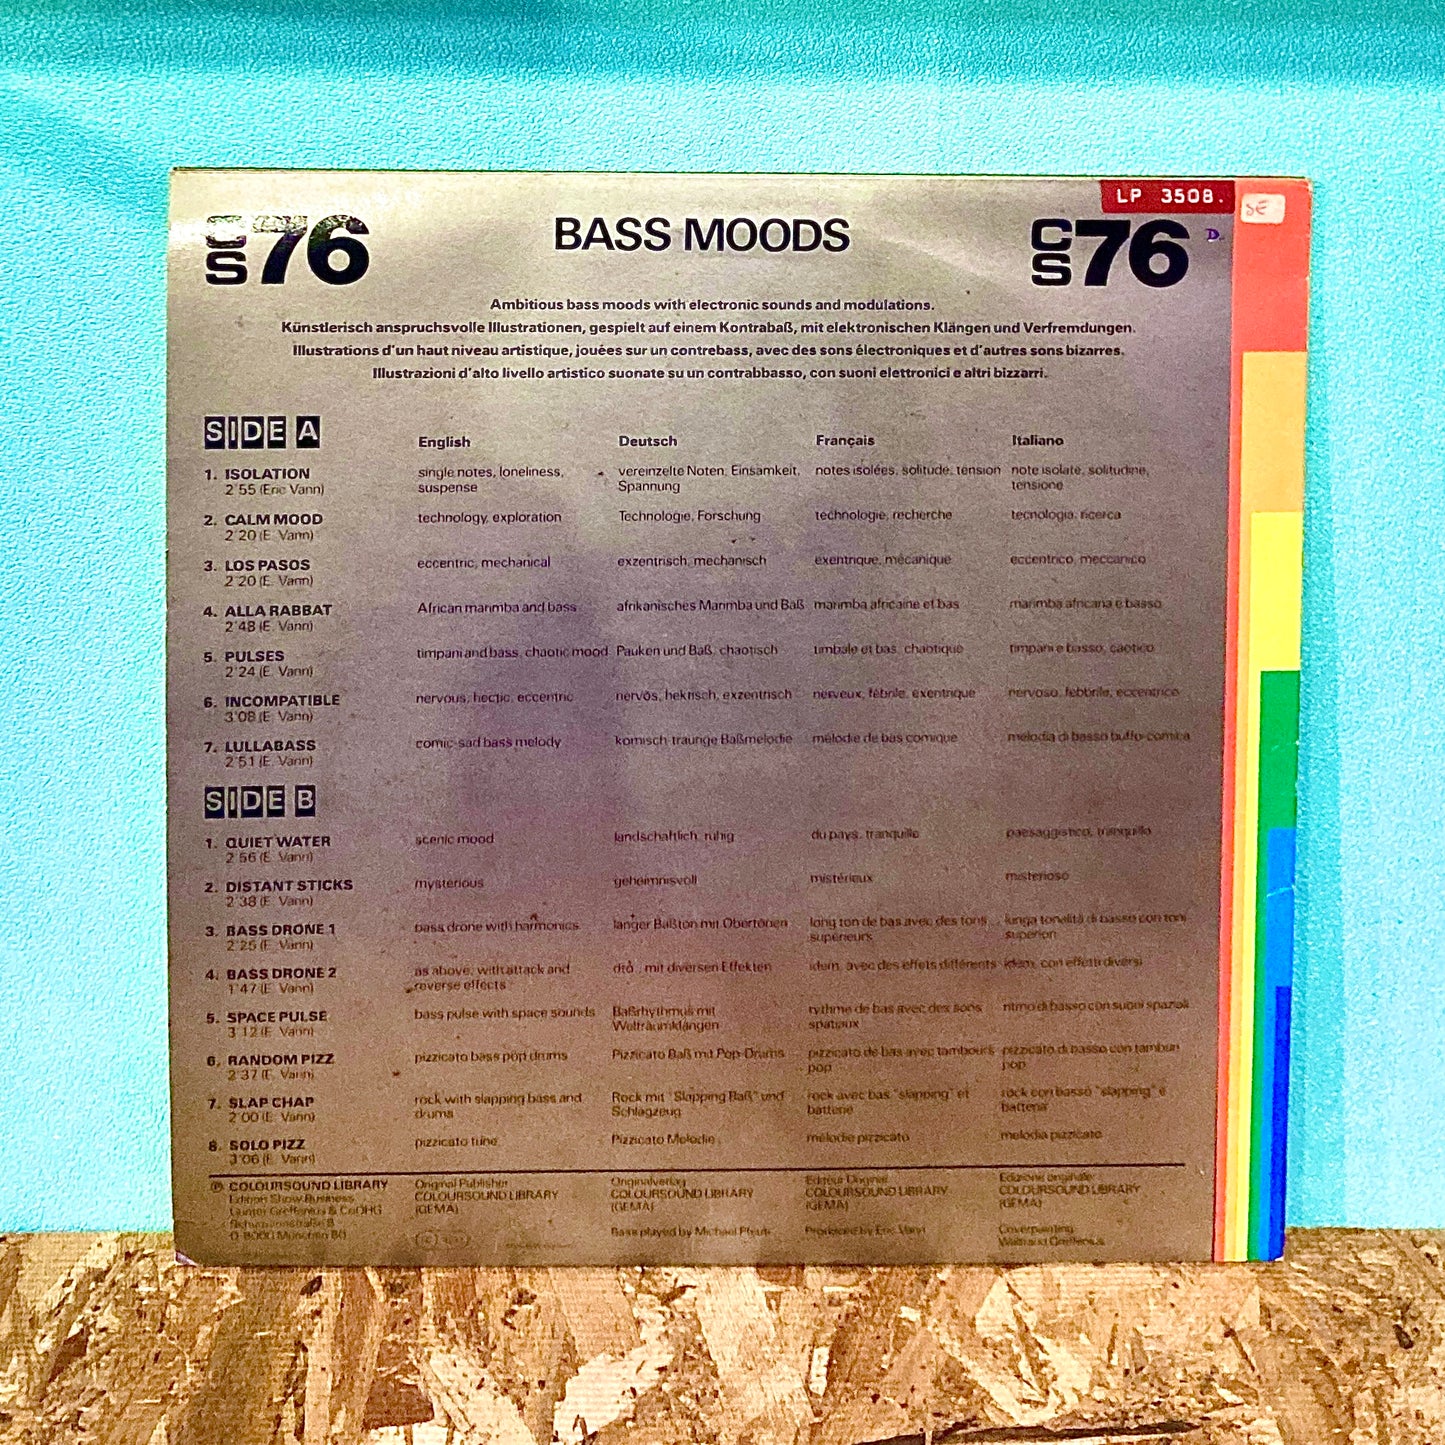 LP 3508.
SE
CS 76
BASS MOODS
CS 76
D.
Ambitious bass moods with electronic sounds and modulations.
Künstlerisch anspruchsvolle Illustrationen, gespielt auf einem Kontrabaß, mit elektronischen Klängen und Verfremdungen.
Illustrations d'un haut niveau artistique, jouées sur un contrebass, avec des sons électroniques et d'autres sons bizarres.
Illustrazioni d'alto livello artistico suonate su un contrabbasso, con suoni elettronici e altri bizzarri.
SIDE A
English Deutsch Français Italiano
1. ISOLATION single notes, loneliness, vereinzelte Noten, Einsamkeit, notes isolées, solitude, tension note isolate, solitudine,
2'55 (Eric Vann) suspense Spannung tensione
2. CALM MOOD technology, exploration Technologie, Forschung technologie, recherche tecnologia, ricerca
2'20 (E. Vann)
3. LOS PASOS eccentric, mechanical exzentrisch, mechanisch exentrique, mécanique eccentrico, meccanico
2'20 (E. Vann)
4. ALLA RABBAT African marimba and bass afrikanisches Marimba und Baß marimba africaine et bas marimba africana e basso
2'48 (E. Vann)
5. PULSES timpani and bass, chaotic mood Pauken und Baß, chaotisch timbale et bas, chaotique timpani e basso, caotico
2'24 (E. Vann)
6. INCOMPATIBLE nervous, hectic, eccentric nervös, hektisch, exzentrisch nerveux, fébrile, exentrique nervoso, febbrile, eccentrico
3'08 (E. Vann)
7. LULLABASS comic-sad bass melody komisch-traurige Baßmelodie mélodie de bas comique melodia di basso buffo-comica
2'51 (E. Vann)
SIDE B
1. QUIET WATER scenic mood landschaftlich, ruhig du pays, tranquille paesaggistico, tranquillo
2'56 (E. Vann)
2. DISTANT STICKS mysterious geheimnisvoll mistérieux misterioso
2'38 (E. Vann)
3. BASS DRONE 1 bass drone with harmonics langer Baßton mit Obertönen long ton de bas avec des tons lunga tonalità di basso con toni
2'25 (E. Vann) supérieurs superiori
4. BASS DRONE 2 as above, with attack and dto., mit diversen Effekten idem, avec des effets différents idem, con effetti diversi
1'47 (E. Vann) reverse effects
5. SPACE PULSE bass pulse with space sounds Baßrhythmus mit rythme de bas avec des sons ritmo di basso con suoni spaziali
3'12 (E. Vann) Weltraumklängen spatiaux
6. RANDOM PIZZ pizzicato bass pop drums Pizzicato Baß mit Pop-Drums pizzicato de bas avec tambours pizzicato di basso con tamburi
2'37 (E. Vann) pop pop
7. SLAP CHAP rock with slapping bass and Rock mit "Slapping Baß" und rock avec bas "slapping" et rock con basso "slapping" e
2'00 (E. Vann) drums Schlagzeug batterie batteria
8. SOLO PIZZ pizzicato tune Pizzicato Melodie mélodie pizzicato melodia pizzicato
3'06 (E. Vann)
℗ COLOURSOUND LIBRARY Original Publisher Originalverlag Editeur Original Edizione originale
Edition Show Business COLOURSOUND LIBRARY COLOURSOUND LIBRARY COLOURSOUND LIBRARY COLOURSOUND LIBRARY
Gunter Greffenius & Co OHG (GEMA) (GEMA) (GEMA) (GEMA)
D-8000 München 80 Bass played by Michael Produced by Eric Vann Coverpainting
Waltraud Greffenius